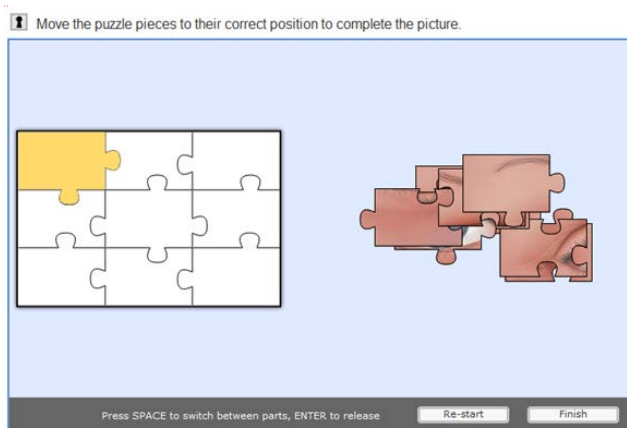 Move the puzzle pieces to their correct position to complete the picture.
Press SPACE to switch between parts, ENTER to release
Re-start
Finish